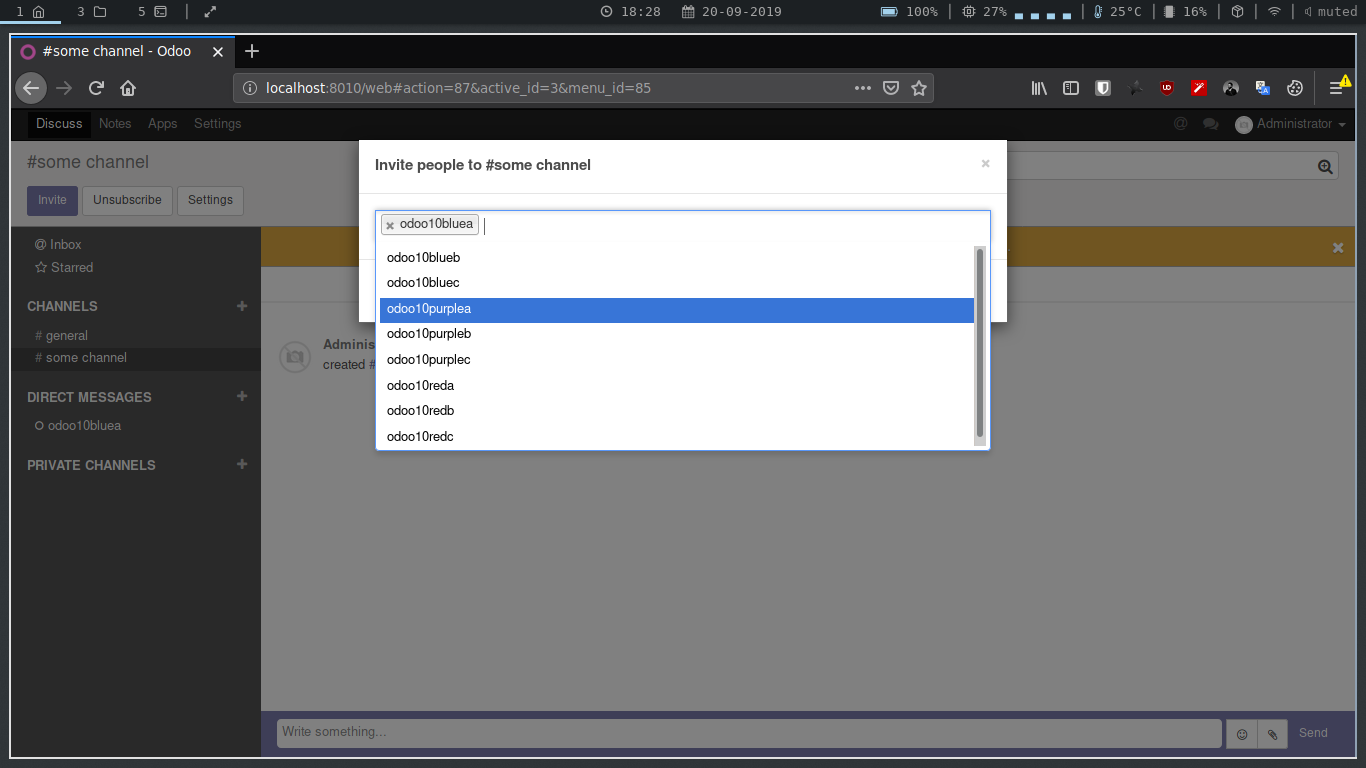 1 3 5 18:28 20-09-2019 100% 27% 25°C 16% muted
#some channel - Odoo
localhost:8010/web#action=87&active_id=3&menu_id=85
Discuss Notes Apps Settings @ Administrator
#some channel
Invite Unsubscribe Settings
Invite people to #some channel ×
odoo10bluea
odoo10blueb
odoo10bluec
odoo10purplea
odoo10purpleb
odoo10purplec
odoo10reda
odoo10redb
odoo10redc
@ Inbox
Starred
CHANNELS
# general
# some channel
DIRECT MESSAGES
odoo10bluea
PRIVATE CHANNELS
Adminis
created #
Write something...
Send